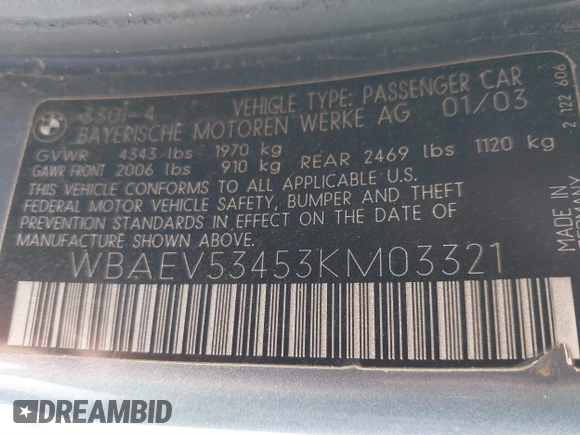 BMW 330i-4 VEHICLE TYPE: PASSENGER CAR
BAYERISCHE MOTOREN WERKE AG 01/03
GVWR 4343 lbs 1970 kg
GAWR FRONT 2006 lbs 910 kg REAR 2469 lbs 1120 kg
THIS VEHICLE CONFORMS TO ALL APPLICABLE U.S.
FEDERAL MOTOR VEHICLE SAFETY, BUMPER AND THEFT
PREVENTION STANDARDS IN EFFECT ON THE DATE OF
MANUFACTURE SHOWN ABOVE.
WBAEV53453KM03321
2 122 606
GERMANY
DREAMBID